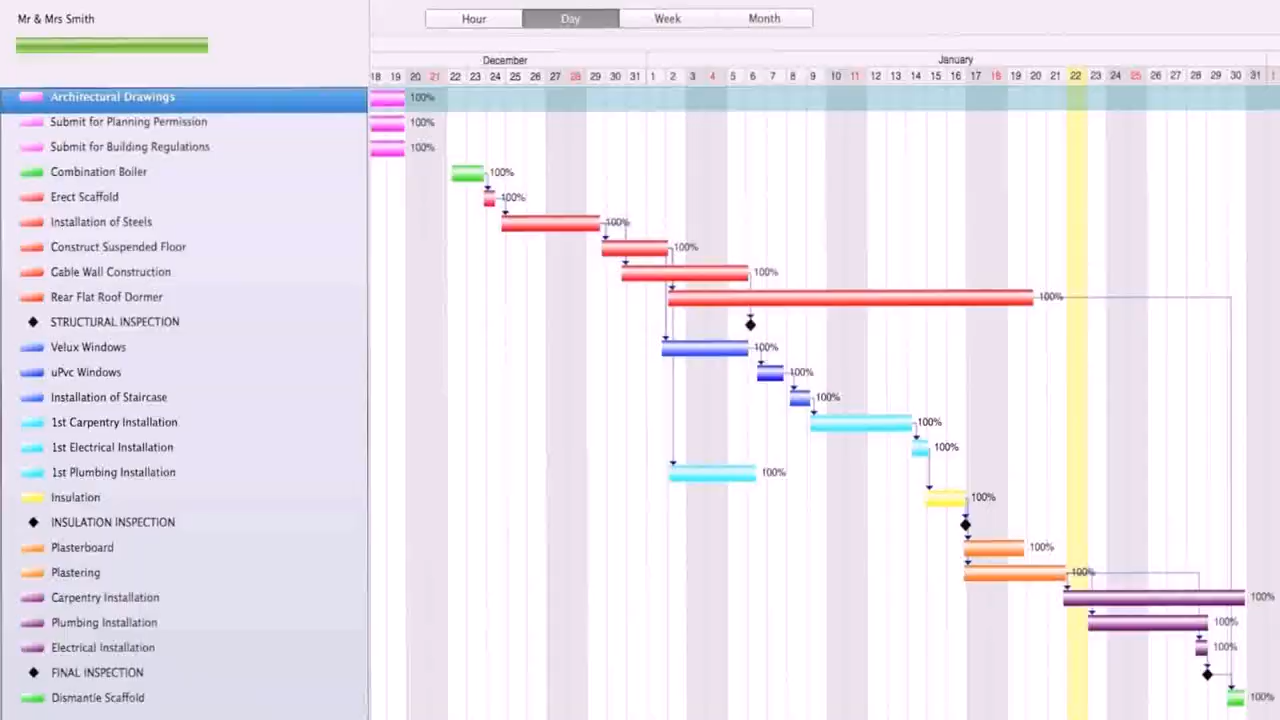 Mr & Mrs Smith
Hour Day Week Month
December January
18 19 20 21 22 23 24 25 26 27 28 29 30 31 1 2 3 4 5 6 7 8 9 10 11 12 13 14 15 16 17 18 19 20 21 22 23 24 25 26 27 28 29 30 31 1
Architectural Drawings 100%
Submit for Planning Permission 100%
Submit for Building Regulations 100%
Combination Boiler 100%
Erect Scaffold 100%
Installation of Steels 100%
Construct Suspended Floor 100%
Gable Wall Construction 100%
Rear Flat Roof Dormer 100%
STRUCTURAL INSPECTION
Velux Windows 100%
uPvc Windows 100%
Installation of Staircase 100%
1st Carpentry Installation 100%
1st Electrical Installation 100%
1st Plumbing Installation 100%
Insulation 100%
INSULATION INSPECTION
Plasterboard 100%
Plastering 100%
Carpentry Installation 100%
Plumbing Installation 100%
Electrical Installation 100%
FINAL INSPECTION
Dismantle Scaffold 100%